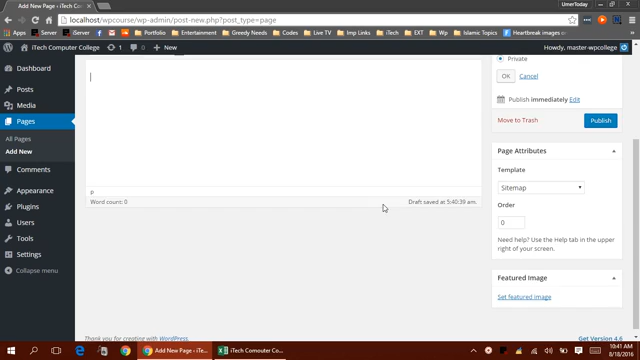 Add New Page ‹ iTech Com
UmerToday
localhost/wpcourse/wp-admin/post-new.php?post_type=page
Apps Server Server Fb Portfolio Entertainment Greedy Needs Codes Live TV Imp Links iTech EXT Wp Islamic Topics Heartbreak images en
iTech Computer College 1 0 + New
Howdy, master-wpcollege
Dashboard
Posts
Media
Pages
All Pages
Add New
Comments
Appearance
Plugins
Users
Tools
Settings
Collapse menu
p
Word count: 0
Draft saved at 5:40:39 am.
Private
OK Cancel
Publish immediately Edit
Move to Trash
Publish
Page Attributes
Template
Sitemap
Order
0
Need help? Use the Help tab in the upper
right of your screen.
Featured Image
Set featured image
Thank you for creating with WordPress.
Get Version 4.6
Add New Page ‹ iTe...
iTech Computer Co...
10:41 AM
8/18/2016